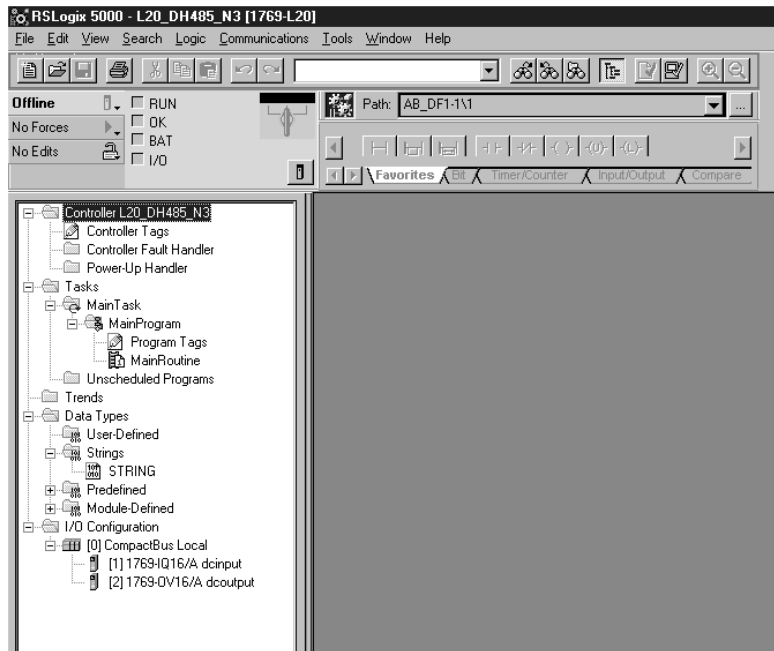 RSLogix 5000 - L20_DH485_N3 [1769-L20]
File Edit View Search Logic Communications Tools Window Help
Offline
RUN
Path: AB_DF1-1\1
...
No Forces
OK
No Edits
BAT
I/O
Favorites Bit Timer/Counter Input/Output Compare
Controller L20_DH485_N3
Controller Tags
Controller Fault Handler
Power-Up Handler
Tasks
MainTask
MainProgram
Program Tags
MainRoutine
Unscheduled Programs
Trends
Data Types
User-Defined
Strings
STRING
Predefined
Module-Defined
I/O Configuration
[0] CompactBus Local
[1] 1769-IQ16/A dcinput
[2] 1769-OV16/A dcoutput